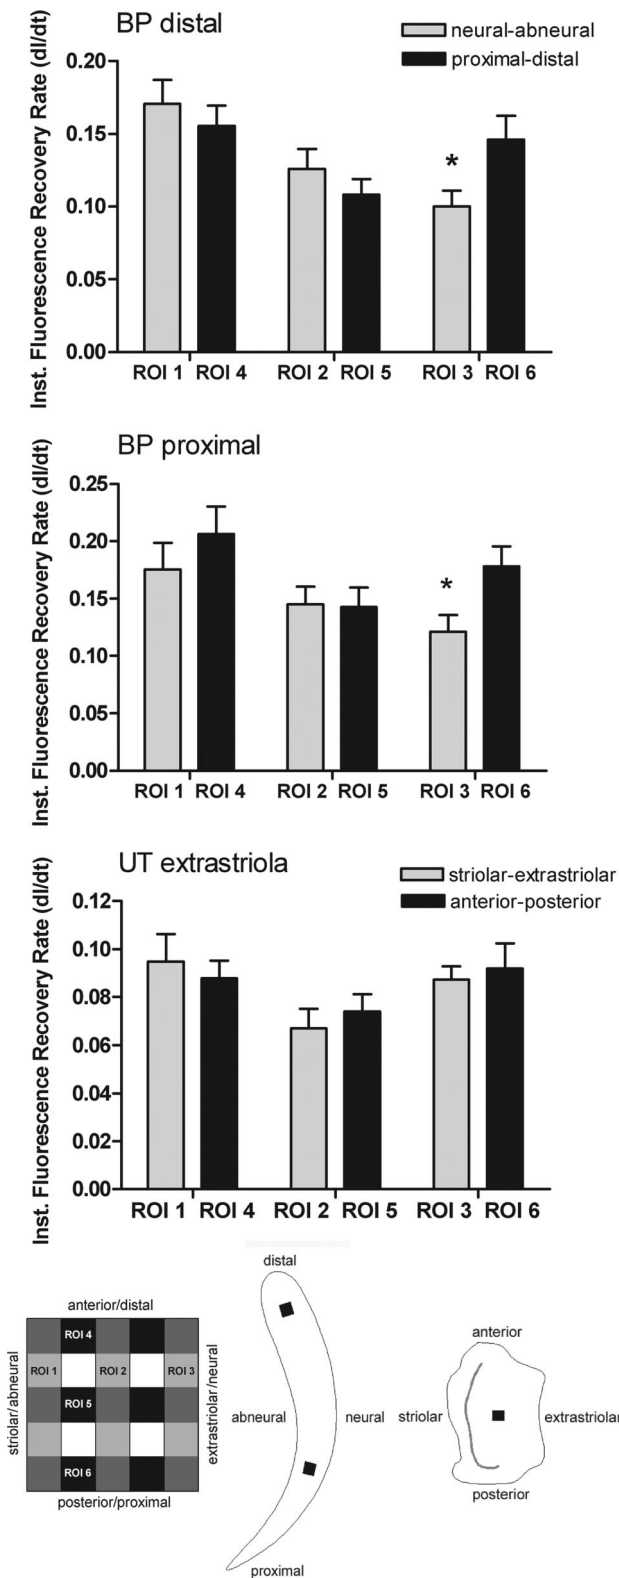 BP distal
neural-abneural
proximal-distal
Inst. Fluorescence Recovery Rate (dI/dt)
0.20
0.15
0.10
0.05
0.00
*
ROI 1 ROI 4 ROI 2 ROI 5 ROI 3 ROI 6
BP proximal
Inst. Fluorescence Recovery Rate (dI/dt)
0.25
0.20
0.15
0.10
0.05
0.00
*
ROI 1 ROI 4 ROI 2 ROI 5 ROI 3 ROI 6
UT extrastriola
striolar-extrastriolar
anterior-posterior
Inst. Fluorescence Recovery Rate (dI/dt)
0.12
0.10
0.08
0.06
0.04
0.02
0.00
ROI 1 ROI 4 ROI 2 ROI 5 ROI 3 ROI 6
anterior/distal
striolar/abneural
ROI 4
ROI 1 ROI 2 ROI 3
ROI 5
ROI 6
extrastriolar/neural
posterior/proximal
distal
abneural neural
proximal
anterior
striolar extrastriolar
posterior